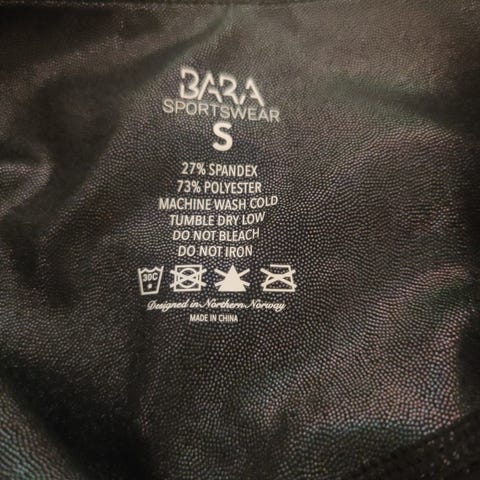 BARA
SPORTSWEAR
S
27% SPANDEX
73% POLYESTER
MACHINE WASH COLD
TUMBLE DRY LOW
DO NOT BLEACH
DO NOT IRON
30C
Designed in Northern Norway
MADE IN CHINA